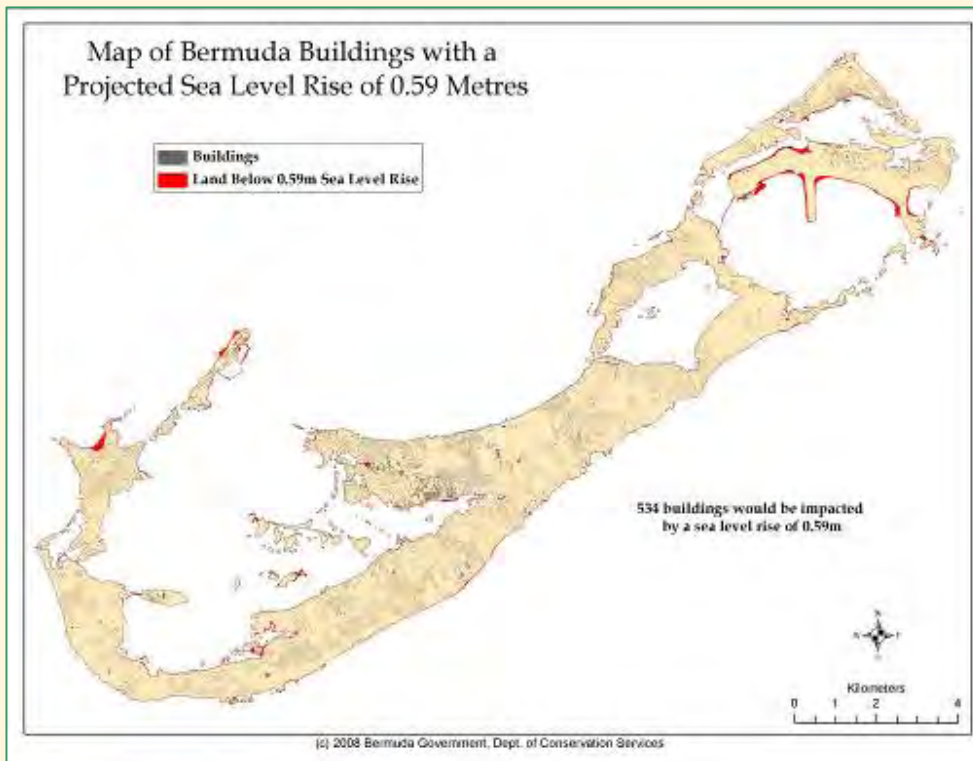 Map of Bermuda Buildings with a
Projected Sea Level Rise of 0.59 Metres
Buildings
Land Below 0.59m Sea Level Rise
534 buildings would be impacted
by a sea level rise of 0.59m
N
W E
S
Kilometers
0 1 2 4
(c) 2008 Bermuda Government, Dept. of Conservation Services